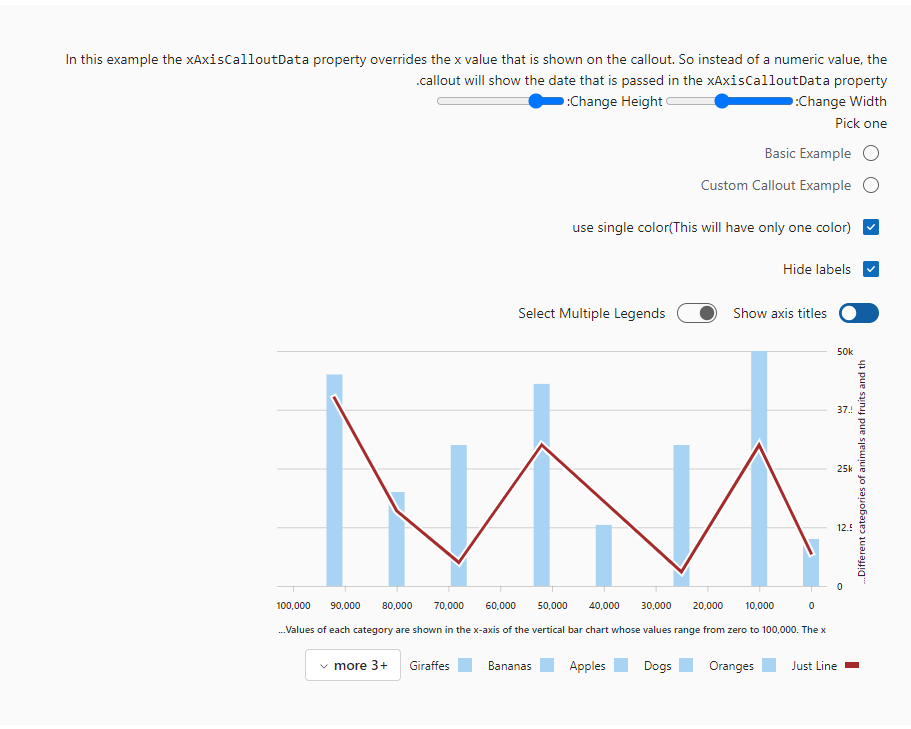 In this example the xAxisCalloutData property overrides the x value that is shown on the callout. So instead of a numeric value, the
.callout will show the date that is passed in the xAxisCalloutData property
:Change Height :Change Width
Pick one
Basic Example
Custom Callout Example
use single color(This will have only one color)
Hide labels
Select Multiple Legends Show axis titles
50k
37.5
25k
12.5
0
...Different categories of animals and fruits and th
100,000 90,000 80,000 70,000 60,000 50,000 40,000 30,000 20,000 10,000 0
...Values of each category are shown in the x-axis of the vertical bar chart whose values range from zero to 100,000. The x
more 3+ Giraffes Bananas Apples Dogs Oranges Just Line